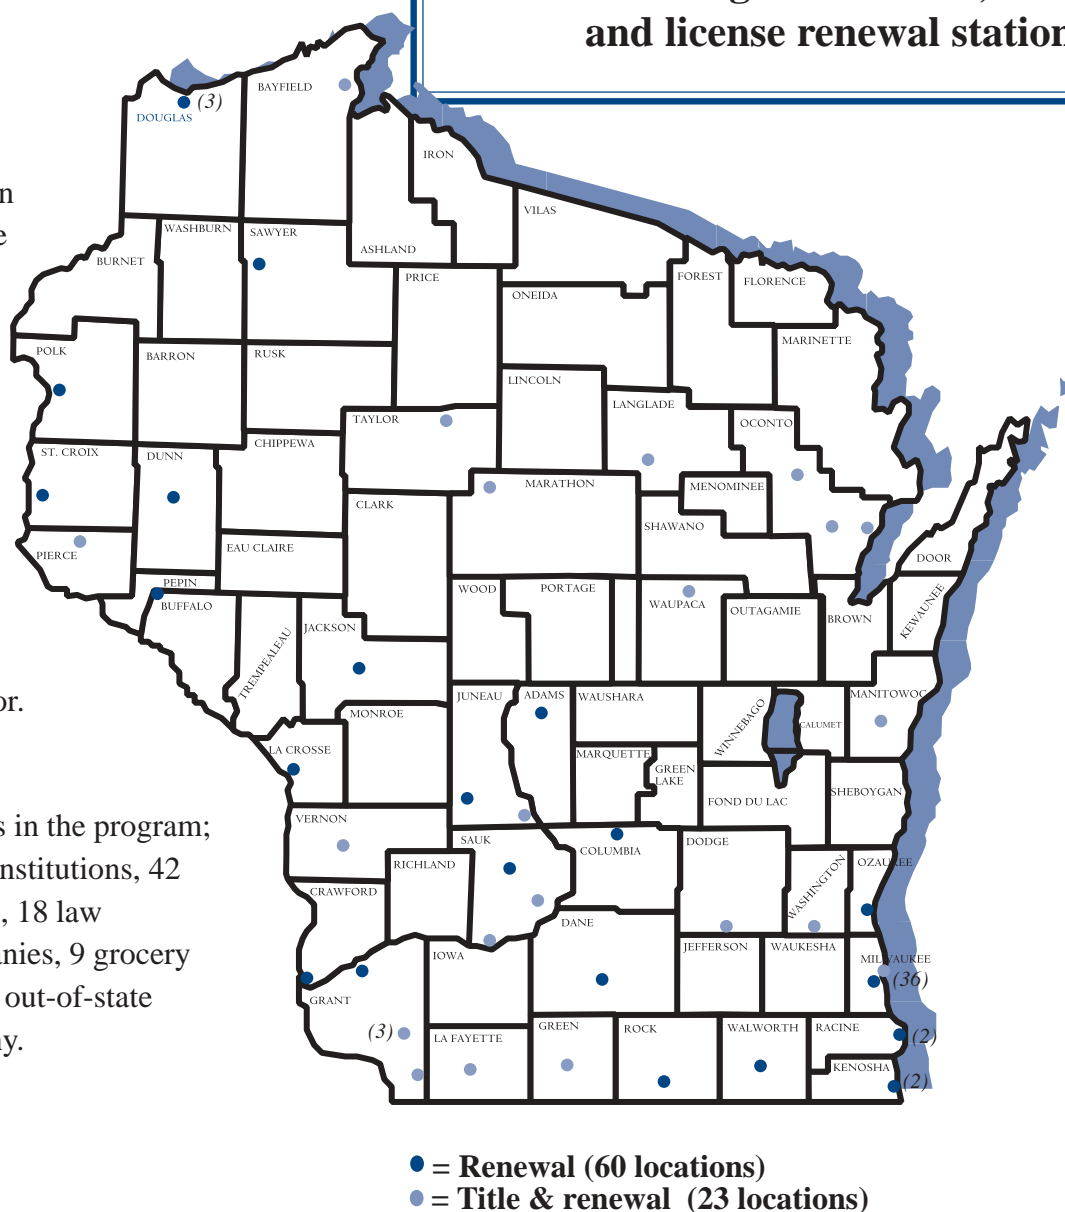 and license renewal station
n
e
or.
s in the program;
nstitutions, 42
, 18 law
anies, 9 grocery
out-of-state
ny.
BAYFIELD
(3)
DOUGLAS
IRON
VILAS
WASHBURN
SAWYER
ASHLAND
BURNET
PRICE
FOREST
FLORENCE
ONEIDA
MARINETTE
POLK
BARRON
RUSK
LINCOLN
LANGLADE
TAYLOR
OCONTO
CHIPPEWA
ST. CROIX
DUNN
MARATHON
MENOMINEE
CLARK
SHAWANO
EAU CLAIRE
PIERCE
DOOR
PEPIN
BUFFALO
WOOD
PORTAGE
WAUPACA
OUTAGAMIE
BROWN
KEWAUNEE
JACKSON
TREMPEALEAU
JUNEAU
ADAMS
WAUSHARA
MANITOWOC
MONROE
WINNEBAGO
CALUMET
LA CROSSE
MARQUETTE
GREEN
LAKE
FOND DU LAC
SHEBOYGAN
VERNON
SAUK
COLUMBIA
DODGE
RICHLAND
WASHINGTON
OZAUKEE
CRAWFORD
DANE
IOWA
JEFFERSON
WAUKESHA
MILWAUKEE
(36)
GRANT
(3)
LA FAYETTE
GREEN
ROCK
WALWORTH
RACINE
(2)
KENOSHA
(2)
= Renewal (60 locations)
= Title & renewal (23 locations)